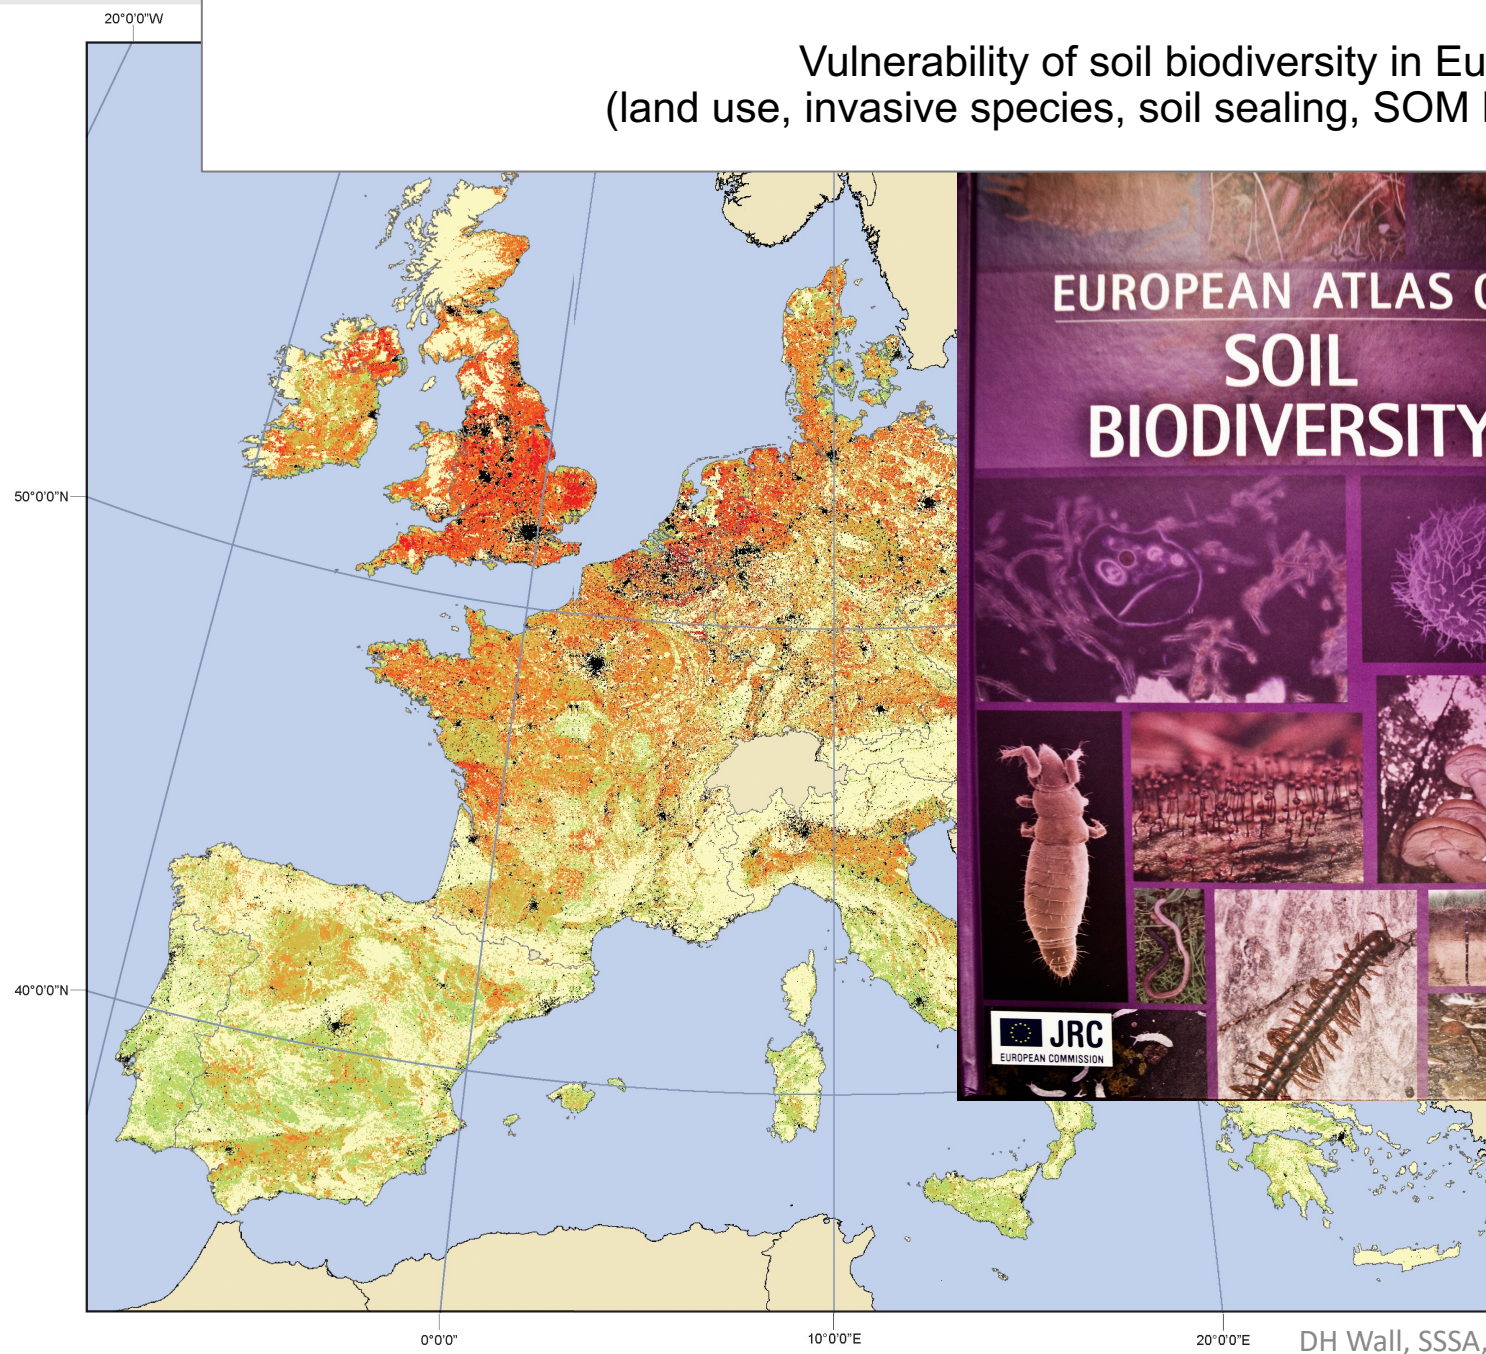 20°0'0"W
Vulnerability of soil biodiversity in Eu
(land use, invasive species, soil sealing, SOM
EUROPEAN ATLAS
SOIL
BIODIVERSITY
50°0'0"N
40°0'0"N
JRC
EUROPEAN COMMISSION
0°0'0"
10°0'0"E
20°0'0"E
DH Wall, SSSA,